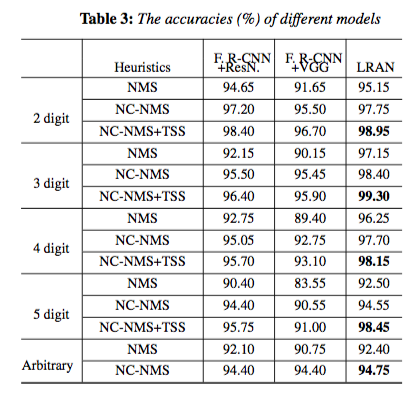 Table 3: The accuracies (%) of different models
Heuristics F. R-CNN +ResN. F. R-CNN +VGG LRAN
2 digit NMS 94.65 91.65 95.15
NC-NMS 97.20 95.50 97.75
NC-NMS+TSS 98.40 96.70 98.95
3 digit NMS 92.15 90.15 97.15
NC-NMS 95.50 95.45 98.40
NC-NMS+TSS 96.40 95.90 99.30
4 digit NMS 92.75 89.40 96.25
NC-NMS 95.05 92.75 97.70
NC-NMS+TSS 95.70 93.10 98.15
5 digit NMS 90.40 83.55 92.50
NC-NMS 94.40 90.55 94.55
NC-NMS+TSS 95.75 91.00 98.45
Arbitrary NMS 92.10 90.75 92.40
NC-NMS 94.40 94.40 94.75